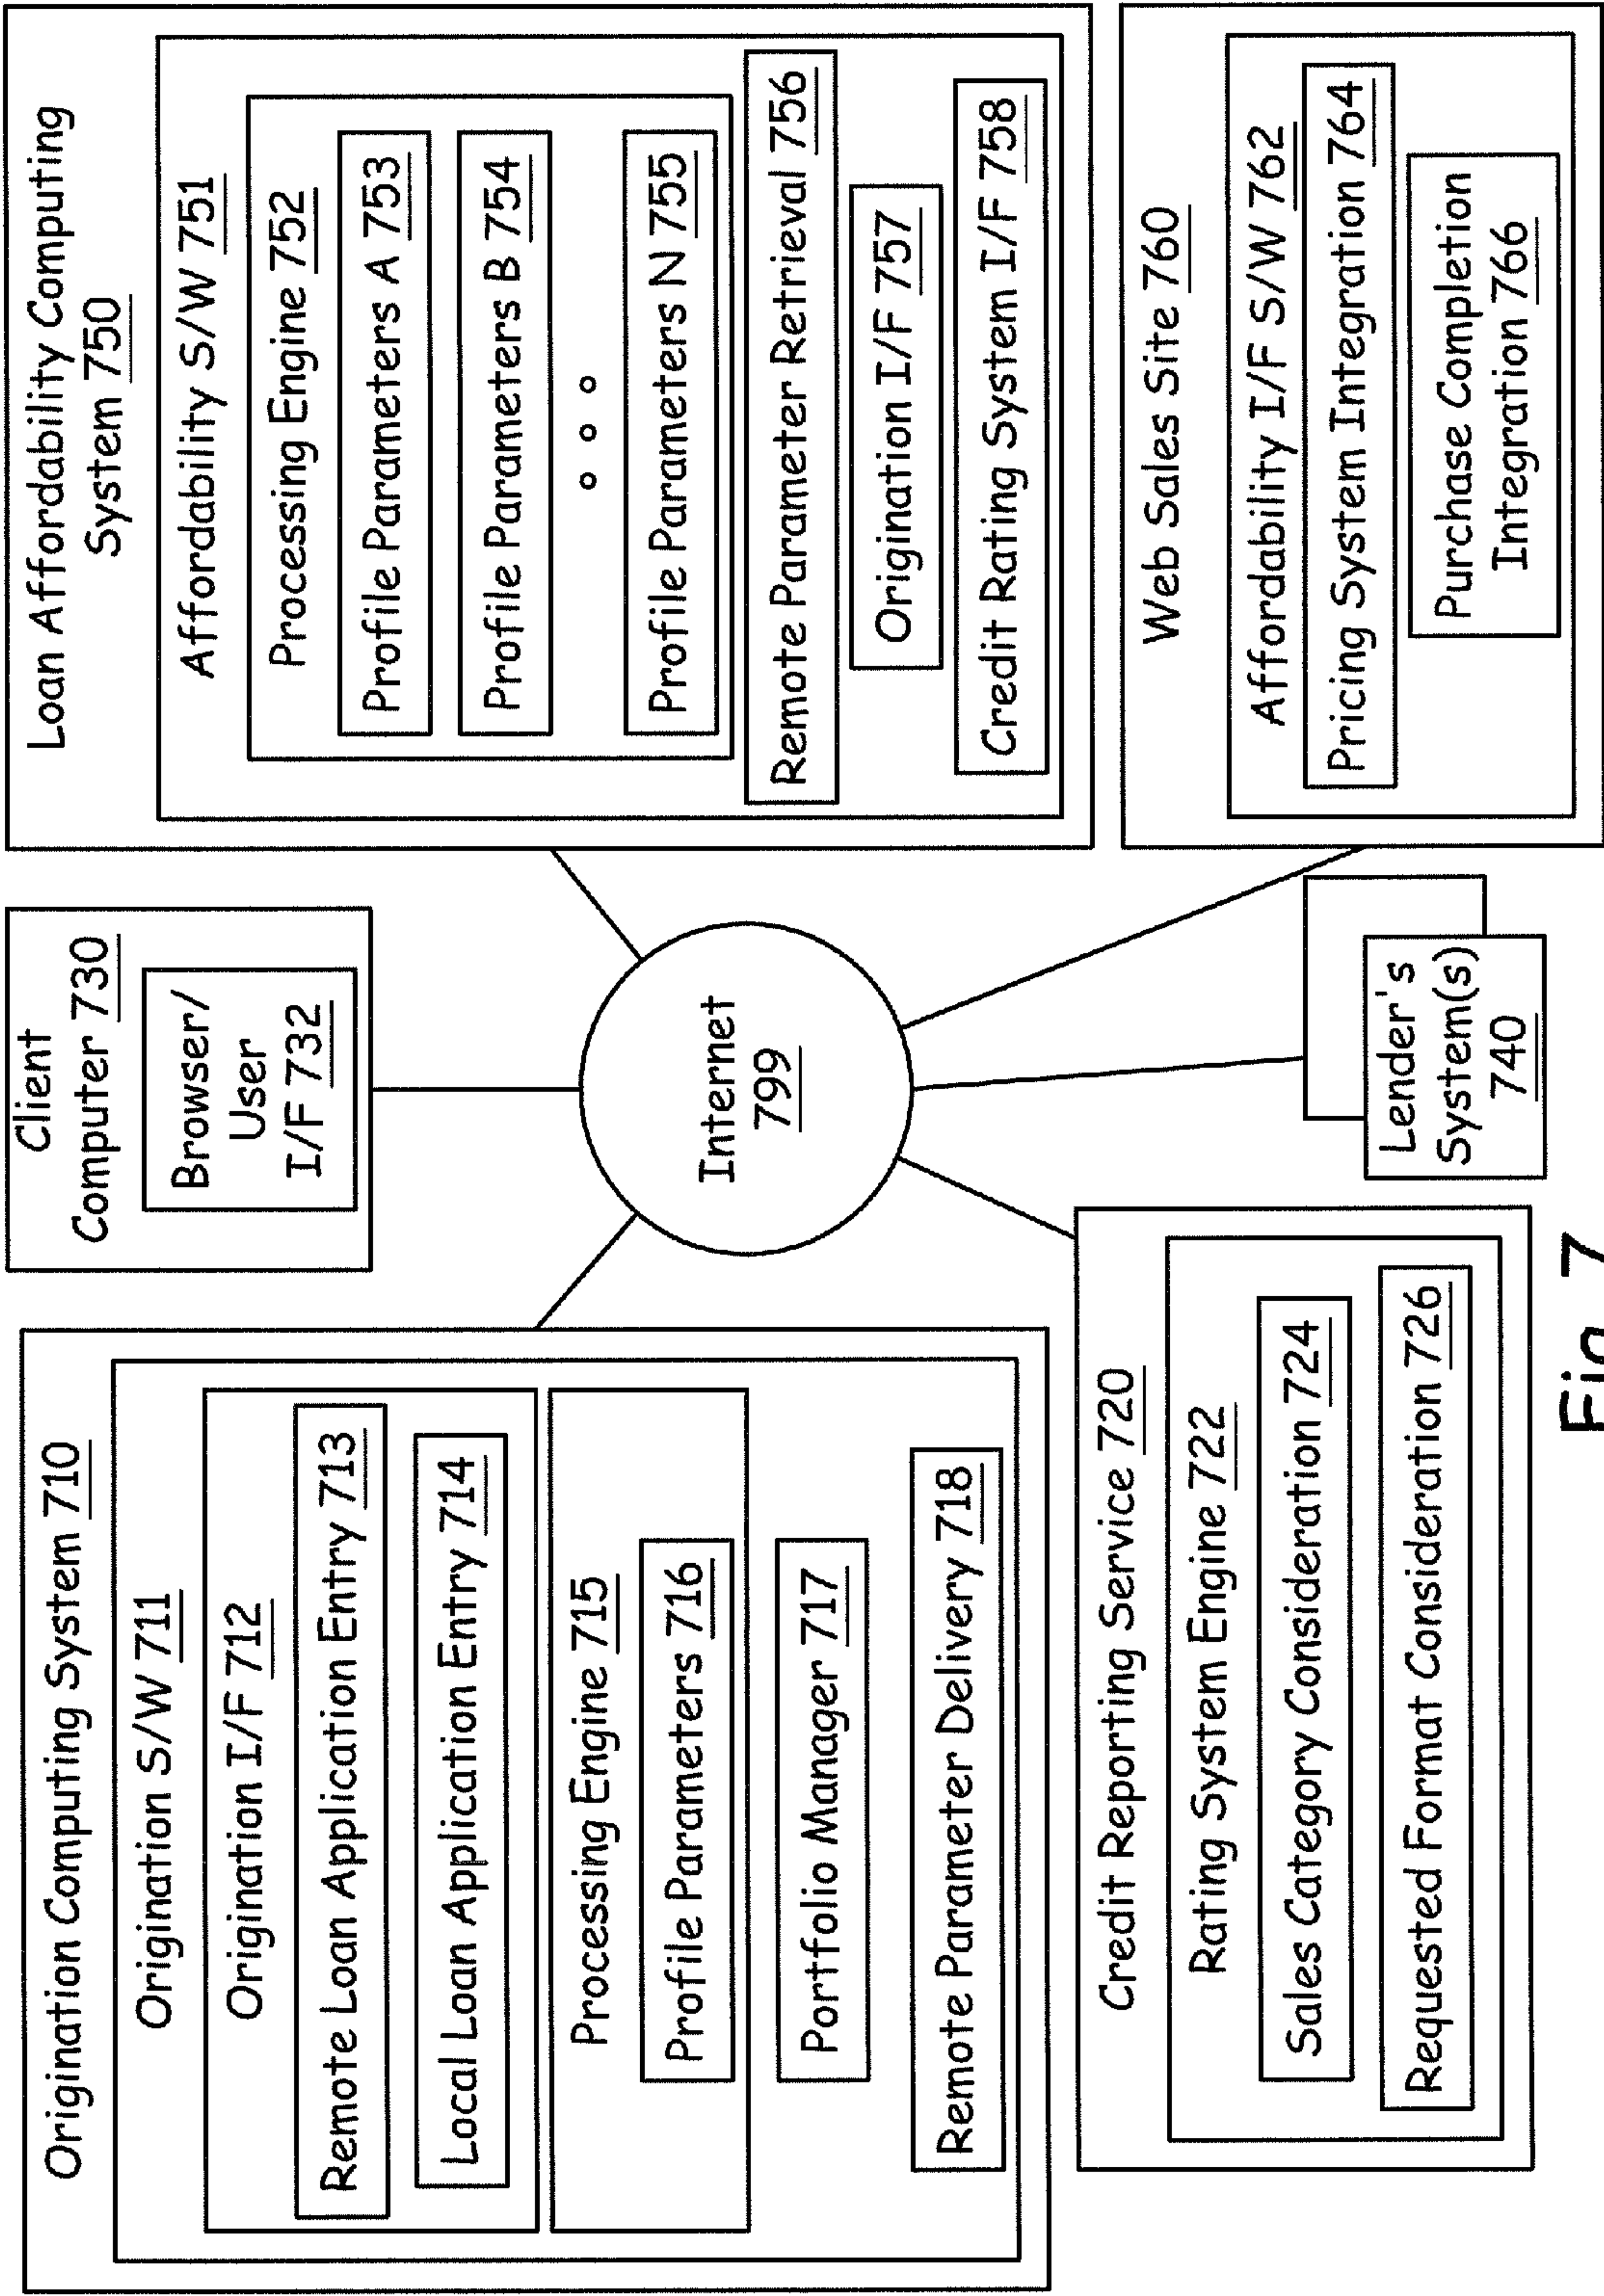 Origination Computing System 710
Origination S/W 711
Origination I/F 712
Remote Loan Application Entry 713
Local Loan Application Entry 714
Processing Engine 715
Profile Parameters 716
Portfolio Manager 717
Remote Parameter Delivery 718
Credit Reporting Service 720
Rating System Engine 722
Sales Category Consideration 724
Requested Format Consideration 726
Client
Computer 730
Browser/
User
I/F 732
Internet
799
Lender's
System(s)
740
Loan Affordability Computing
System 750
Affordability S/W 751
Processing Engine 752
Profile Parameters A 753
Profile Parameters B 754
Profile Parameters N 755
Remote Parameter Retrieval 756
Origination I/F 757
Credit Rating System I/F 758
Web Sales Site 760
Affordability I/F S/W 762
Pricing System Integration 764
Purchase Completion
Integration 766
Fig. 7